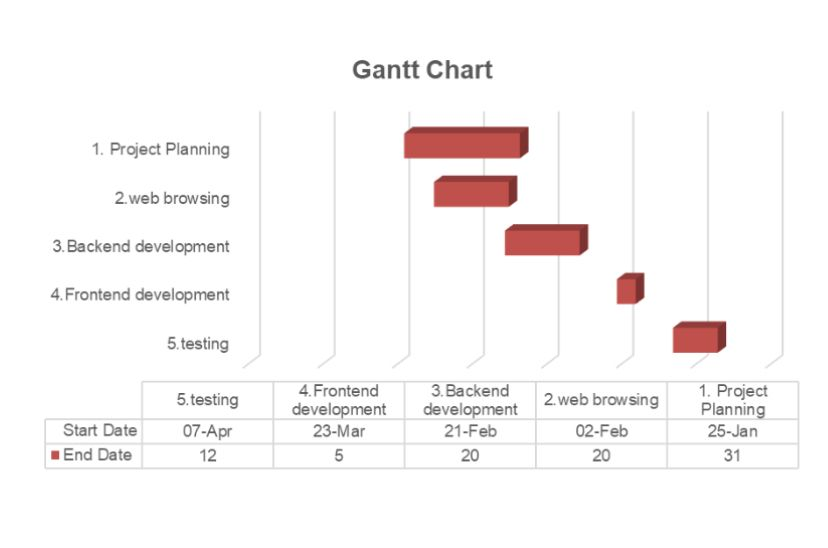 Gantt Chart
1. Project Planning
2.web browsing
3.Backend development
4.Frontend development
5.testing
5.testing 4.Frontend development 3.Backend development 2.web browsing 1. Project Planning
Start Date 07-Apr 23-Mar 21-Feb 02-Feb 25-Jan
End Date 12 5 20 20 31